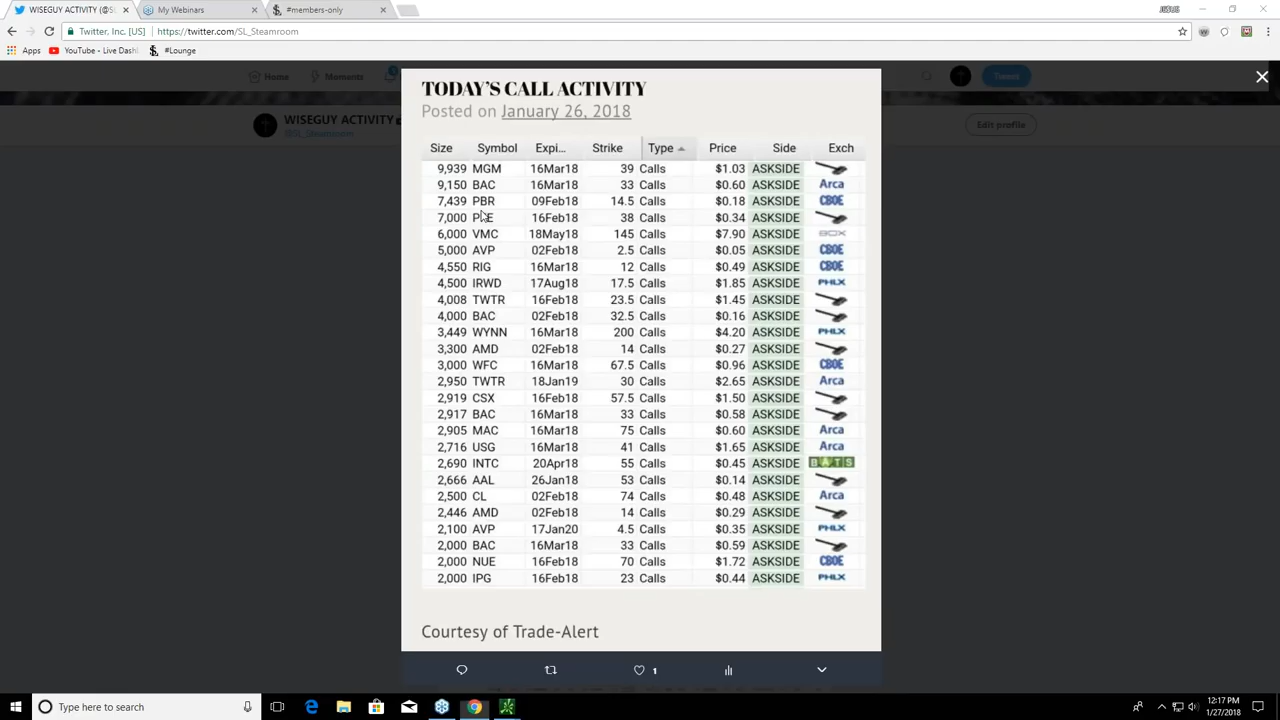 WISEGUY ACTIVITY (@SL
My Webinars
#members-only
Twitter, Inc. [US] https://twitter.com/SL_Steamroom
Apps YouTube - Live Dash #Lounge
Home Moments Tweet
WISEGUY ACTIVITY
@SL_Steamroom
Edit profile
TODAY'S CALL ACTIVITY
Posted on January 26, 2018
Size Symbol Expi... Strike Type Price Side Exch
9,939 MGM 16Mar18 39 Calls $1.03 ASKSIDE
9,150 BAC 16Mar18 33 Calls $0.60 ASKSIDE Arca
7,439 PBR 09Feb18 14.5 Calls $0.18 ASKSIDE CBOE
7,000 16Feb18 38 Calls $0.34 ASKSIDE
6,000 VMC 18May18 145 Calls $7.90 ASKSIDE BOX
5,000 AVP 02Feb18 2.5 Calls $0.05 ASKSIDE CBOE
4,550 RIG 16Mar18 12 Calls $0.49 ASKSIDE CBOE
4,500 IRWD 17Aug18 17.5 Calls $1.85 ASKSIDE PHLX
4,008 TWTR 16Feb18 23.5 Calls $1.45 ASKSIDE
4,000 BAC 02Feb18 32.5 Calls $0.16 ASKSIDE
3,449 WYNN 16Mar18 200 Calls $4.20 ASKSIDE PHLX
3,300 AMD 02Feb18 14 Calls $0.27 ASKSIDE
3,000 WFC 16Mar18 67.5 Calls $0.96 ASKSIDE CBOE
2,950 TWTR 18Jan19 30 Calls $2.65 ASKSIDE Arca
2,919 CSX 16Feb18 57.5 Calls $1.50 ASKSIDE
2,917 BAC 16Mar18 33 Calls $0.58 ASKSIDE
2,905 MAC 16Mar18 75 Calls $0.60 ASKSIDE Arca
2,716 USG 16Mar18 41 Calls $1.65 ASKSIDE Arca
2,690 INTC 20Apr18 55 Calls $0.45 ASKSIDE BATS
2,666 AAL 26Jan18 53 Calls $0.14 ASKSIDE
2,500 CL 02Feb18 74 Calls $0.48 ASKSIDE Arca
2,446 AMD 02Feb18 14 Calls $0.29 ASKSIDE
2,100 AVP 17Jan20 4.5 Calls $0.35 ASKSIDE PHLX
2,000 BAC 16Mar18 33 Calls $0.59 ASKSIDE
2,000 NUE 16Feb18 70 Calls $1.72 ASKSIDE CBOE
2,000 IPG 16Feb18 23 Calls $0.44 ASKSIDE PHLX
Courtesy of Trade-Alert
1
Type here to search
12:17 PM
1/27/2018